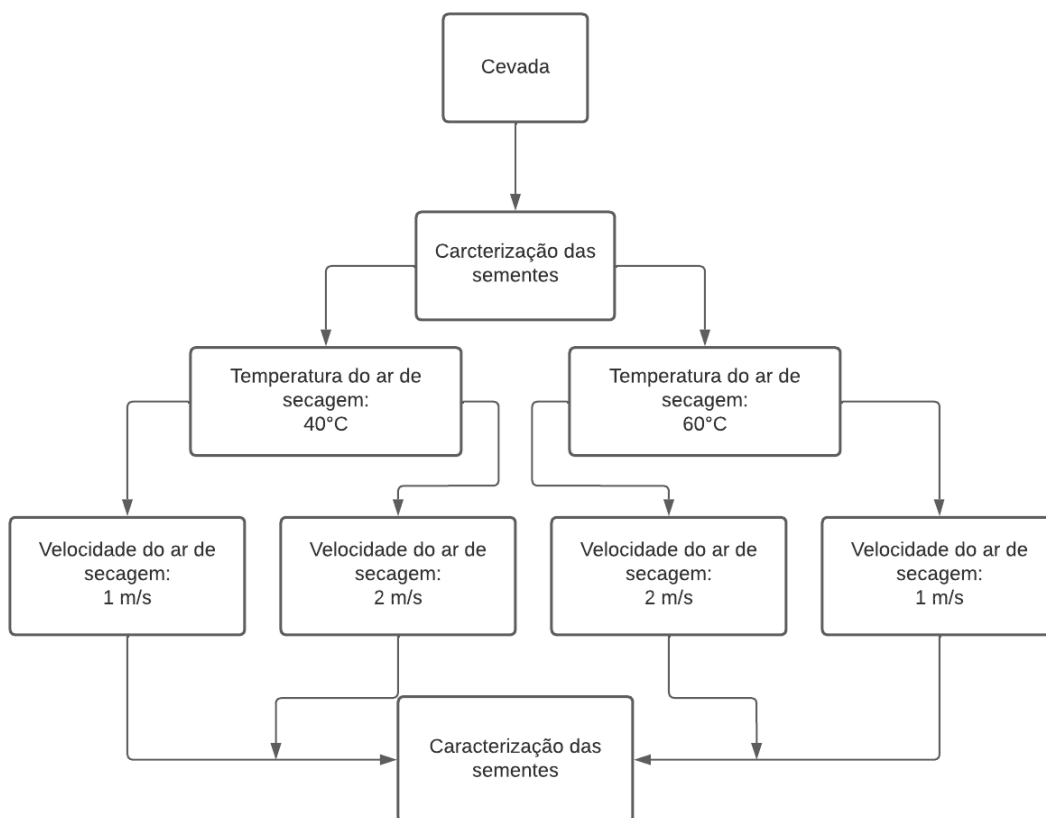 Cevada
Carcterização das
sementes
Temperatura do ar de
secagem:
40°C
Temperatura do ar de
secagem:
60°C
Velocidade do ar de
secagem:
1 m/s
Velocidade do ar de
secagem:
2 m/s
Velocidade do ar de
secagem:
2 m/s
Velocidade do ar de
secagem:
1 m/s
Caracterização das
sementes